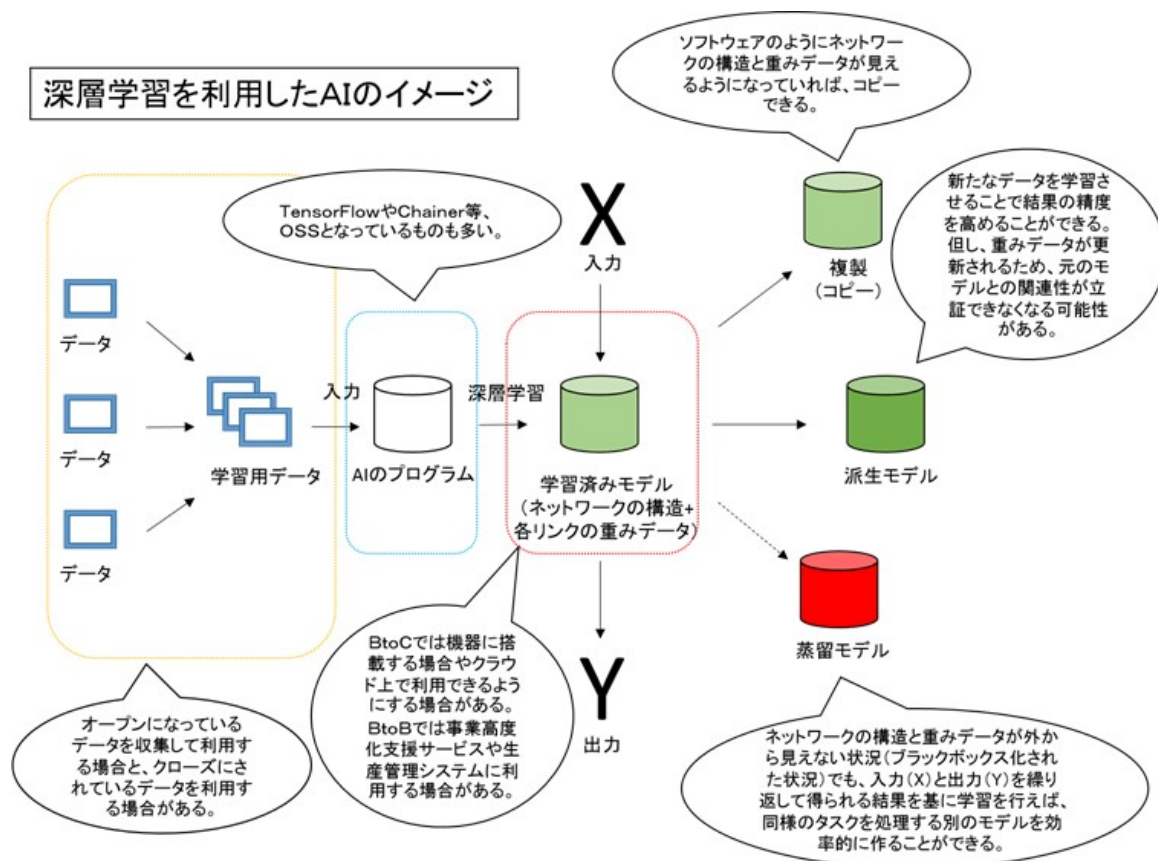 深層学習を利用したAIのイメージ
ソフトウェアのようにネットワー
クの構造と重みデータが見え
るようになっていれば、コピー
できる。
TensorFlowやChainer等、
OSSとなっているものも多い。
X
入力
複製
(コピー)
新たなデータを学習さ
せることで結果の精度
を高めることができる。
但し、重みデータが更
新されるため、元のモ
デルとの関連性が立
証できなくなる可能性
がある。
データ
データ
データ
学習用データ
入力
AIのプログラム
深層学習
学習済みモデル
(ネットワークの構造+
各リンクの重みデータ)
派生モデル
蒸留モデル
Y
出力
オープンになっている
データを収集して利用す
る場合と、クローズにさ
れているデータを利用
する場合がある。
BtoCでは機器に搭
載する場合やクラウ
ド上で利用できるよう
にする場合がある。
BtoBでは事業高度
化支援サービスや生
産管理システムに利
用する場合がある。
ネットワークの構造と重みデータが外か
ら見えない状況(ブラックボックス化され
た状況)でも、入力(X)と出力(Y)を繰り
返して得られる結果を基に学習を行えば、
同様のタスクを処理する別のモデルを効
率的に作ることができる。